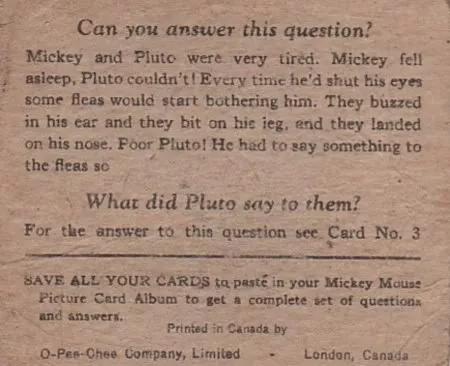 Can you answer this question?
Mickey and Pluto were very tired. Mickey fell
asleep, Pluto couldn't! Every time he'd shut his eyes
some fleas would start bothering him. They buzzed
in his ear and they bit on his leg, and they landed
on his nose. Poor Pluto! He had to say something to
the fleas so
What did Pluto say to them?
For the answer to this question see Card No. 3
SAVE ALL YOUR CARDS to paste in your Mickey Mouse
Picture Card Album to get a complete set of questions
and answers.
Printed in Canada by
O-Pee-Chee Company, Limited - London, Canada